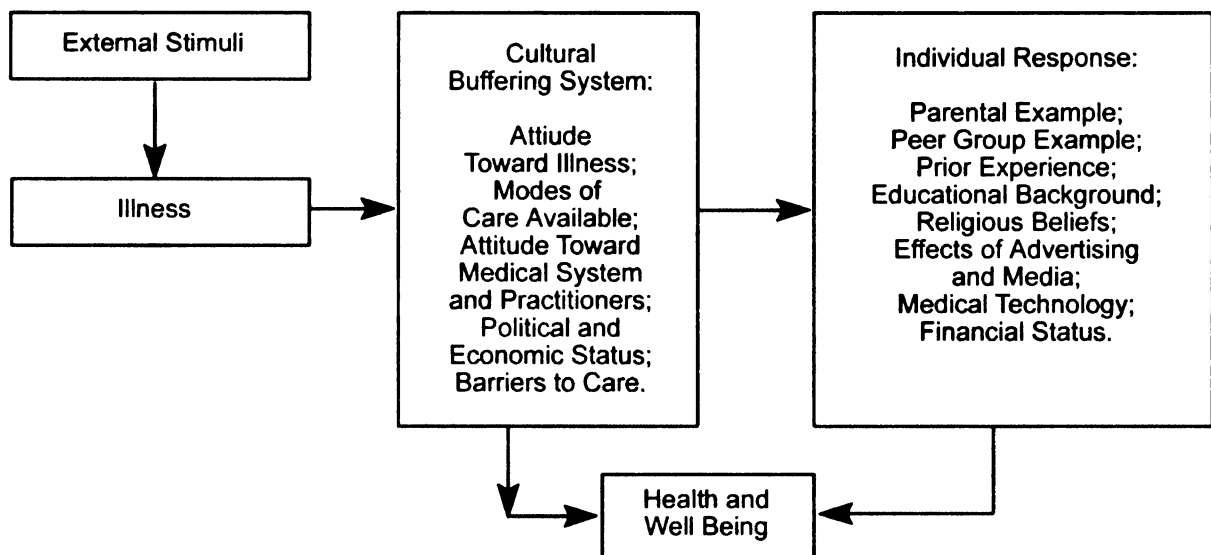 External Stimuli
Illness
Cultural
Buffering System:
Attiude
Toward Illness;
Modes of
Care Available;
Attitude Toward
Medical System
and Practitioners;
Political and
Economic Status;
Barriers to Care.
Individual Response:
Parental Example;
Peer Group Example;
Prior Experience;
Educational Background;
Religious Beliefs;
Effects of Advertising
and Media;
Medical Technology;
Financial Status.
Health and
Well Being